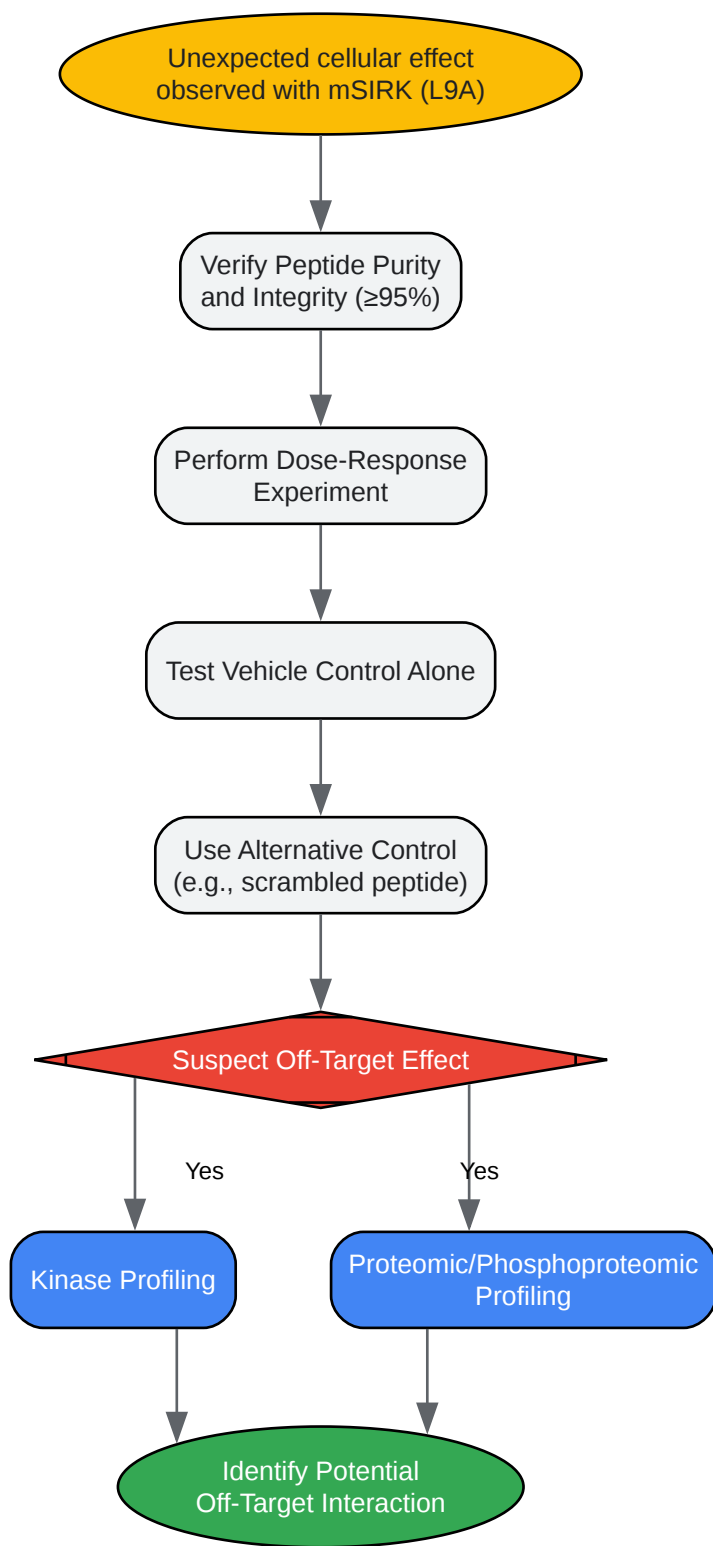 Unexpected cellular effect
observed with mSIRK (L9A)
Verify Peptide Purity
and Integrity (≥95%)
Perform Dose-Response
Experiment
Test Vehicle Control Alone
Use Alternative Control
(e.g., scrambled peptide)
Suspect Off-Target Effect
Yes
Yes
Kinase Profiling
Proteomic/Phosphoproteomic
Profiling
Identify Potential
Off-Target Interaction